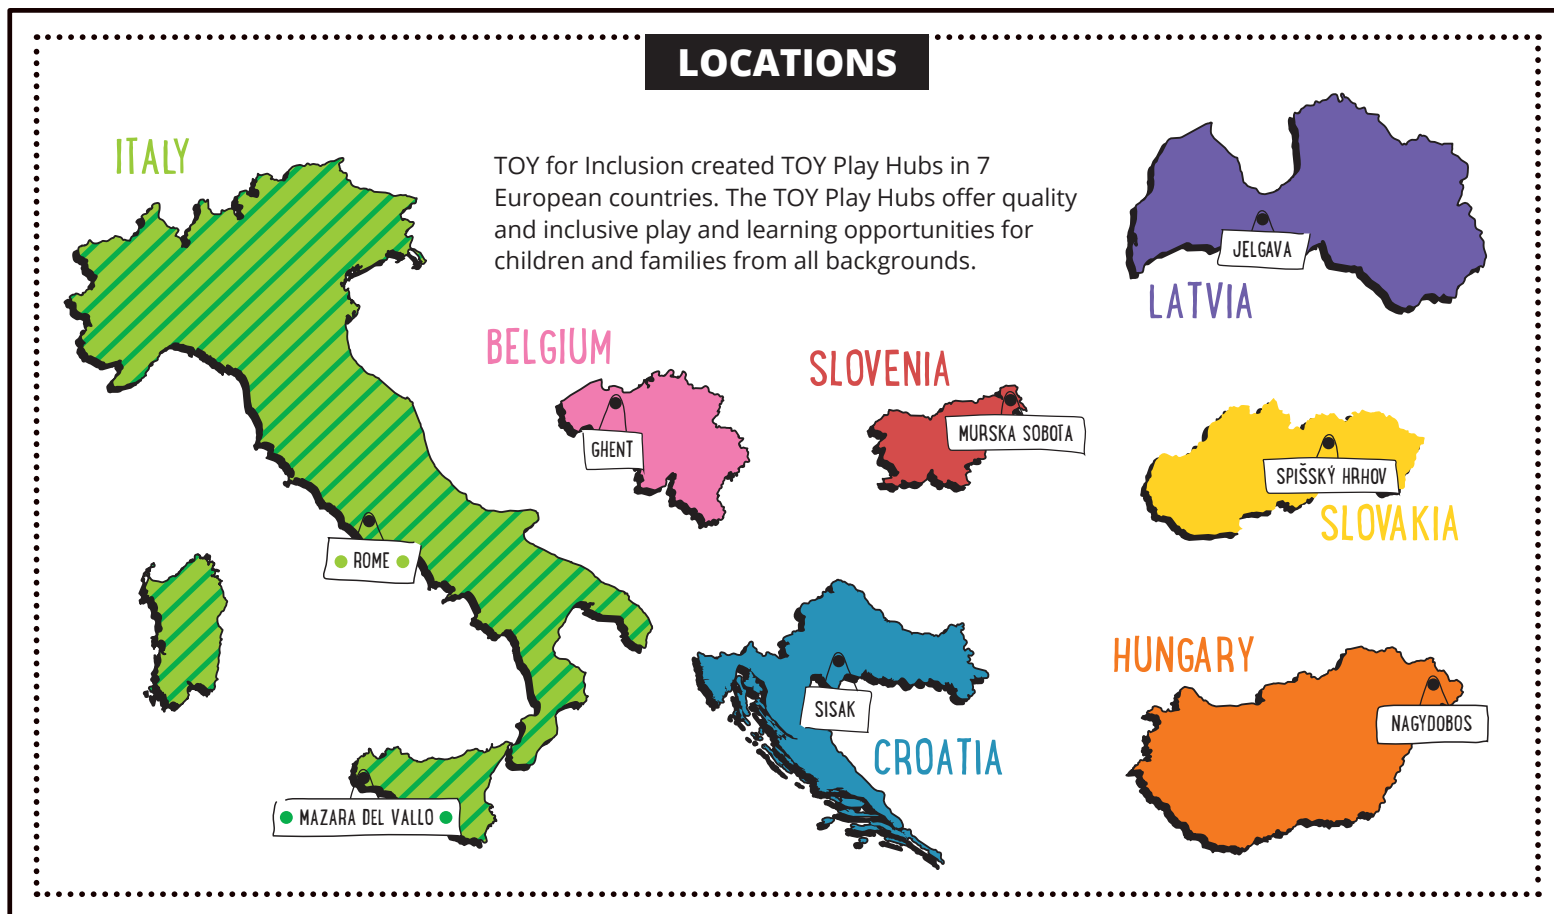 LOCATIONS
ITALY
TOY for Inclusion created TOY Play Hubs in 7
European countries. The TOY Play Hubs offer quality
and inclusive play and learning opportunities for
children and families from all backgrounds.
JELGAVA
LATVIA
BELGIUM
GHENT
SLOVENIA
MURSKA SOBOTA
SPIŠSKÝ HRHOV
SLOVAKIA
ROME
MAZARA DEL VALLO
SISAK
CROATIA
HUNGARY
NAGYDOBOS